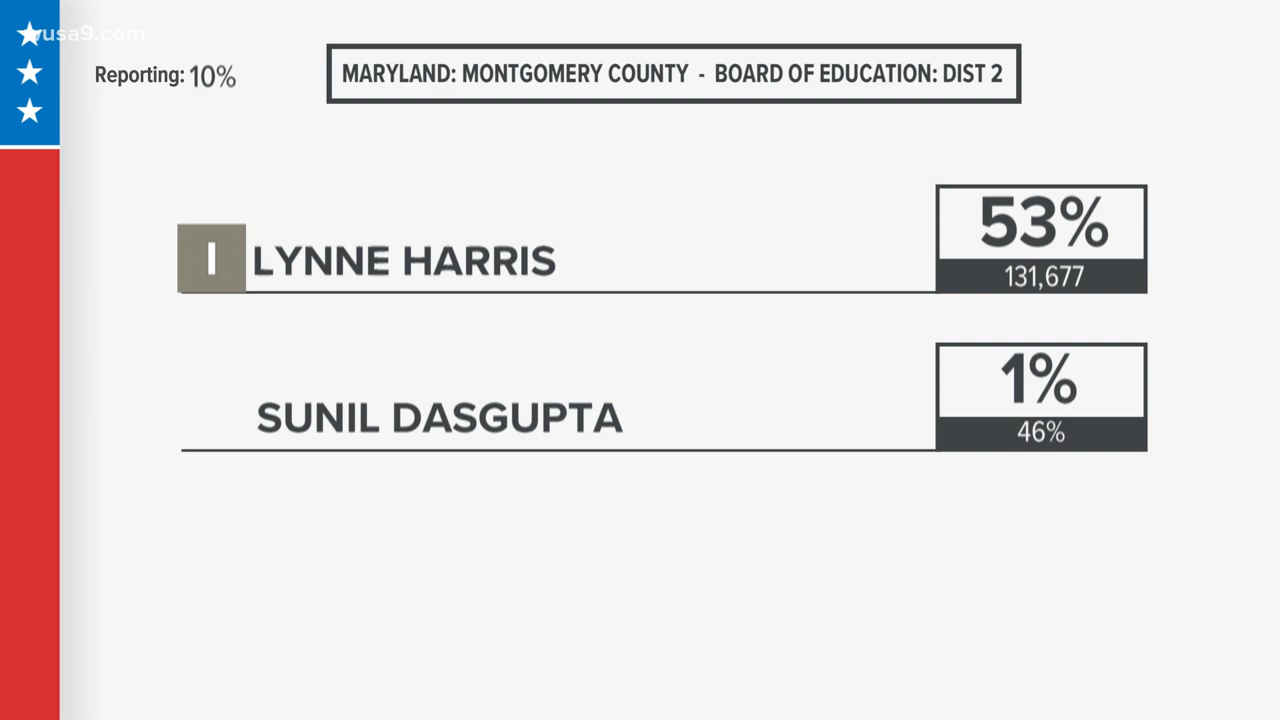 wusa9.com
Reporting: 10%
MARYLAND: MONTGOMERY COUNTY - BOARD OF EDUCATION: DIST 2
I LYNNE HARRIS
53%
131,677
SUNIL DASGUPTA
1%
46%